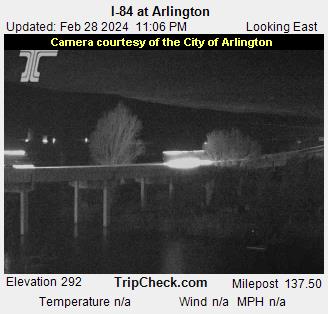 I-84 at Arlington
Updated: Feb 28 2024 11:06 PM Looking East
Camera courtesy of the City of Arlington
Elevation 292 TripCheck.com Milepost 137.50
Temperature n/a Wind n/a MPH n/a